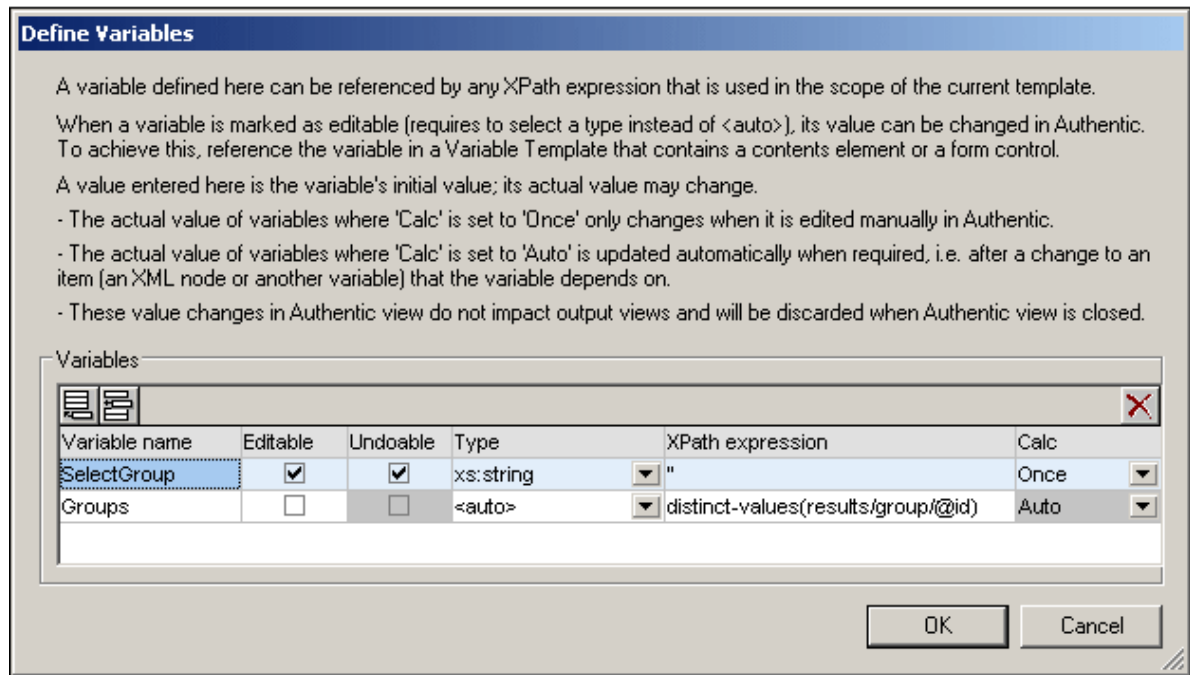 Define Variables
A variable defined here can be referenced by any XPath expression that is used in the scope of the current template.
When a variable is marked as editable (requires to select a type instead of <auto>), its value can be changed in Authentic.
To achieve this, reference the variable in a Variable Template that contains a contents element or a form control.
A value entered here is the variable's initial value; its actual value may change.
- The actual value of variables where 'Calc' is set to 'Once' only changes when it is edited manually in Authentic.
- The actual value of variables where 'Calc' is set to 'Auto' is updated automatically when required, i.e. after a change to an
item (an XML node or another variable) that the variable depends on.
- These value changes in Authentic view do not impact output views and will be discarded when Authentic view is closed.
Variables
Variable name Editable Undoable Type XPath expression Calc
SelectGroup xs:string '' Once
Groups <auto> distinct-values(results/group/@id) Auto
OK Cancel